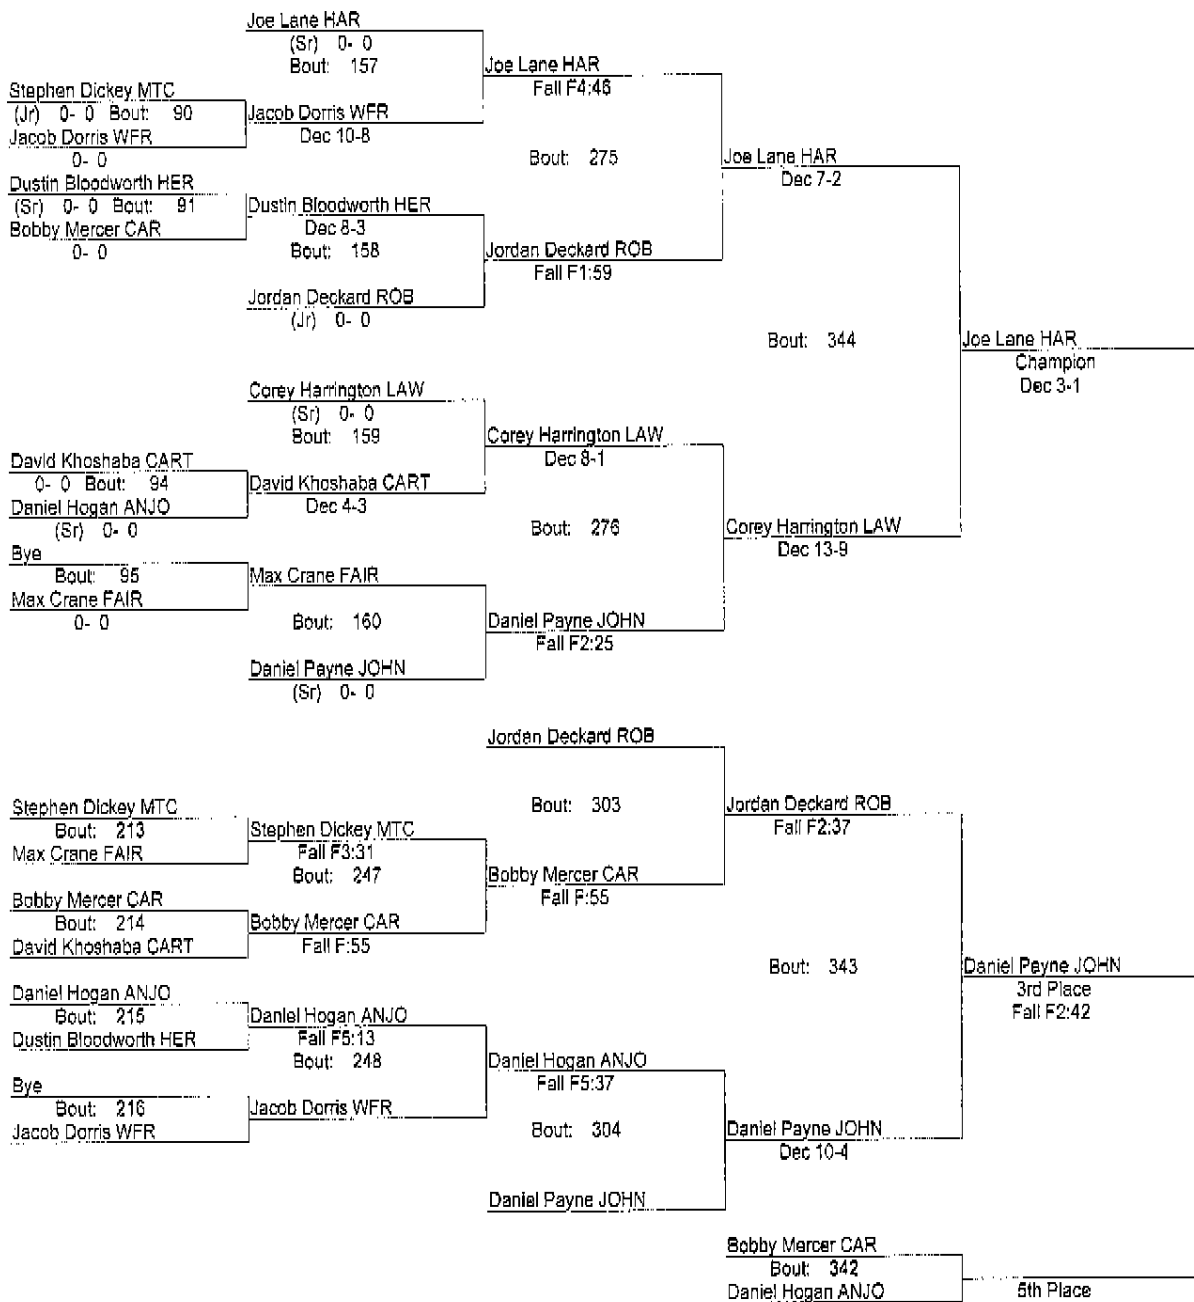 Joe Lane HAR
(Sr) 0- 0
Bout: 157
Joe Lane HAR
Fall F4:46
Stephen Dickey MTC
(Jr) 0- 0 Bout: 90
Jacob Dorris WFR
0- 0
Jacob Dorris WFR
Dec 10-8
Bout: 275
Joe Lane HAR
Dec 7-2
Dustin Bloodworth HER
(Sr) 0- 0 Bout: 91
Bobby Mercer CAR
0- 0
Dustin Bloodworth HER
Dec 8-3
Bout: 158
Jordan Deckard ROB
Fall F1:59
Jordan Deckard ROB
(Jr) 0- 0
Bout: 344
Joe Lane HAR
Champion
Dec 3-1
Corey Harrington LAW
(Sr) 0- 0
Bout: 159
Corey Harrington LAW
Dec 8-1
David Khoshaba CART
0- 0 Bout: 94
Daniel Hogan ANJO
(Sr) 0- 0
David Khoshaba CART
Dec 4-3
Bout: 276
Corey Harrington LAW
Dec 13-9
Bye
Bout: 95
Max Crane FAIR
0- 0
Max Crane FAIR
Bout: 160
Daniel Payne JOHN
Fall F2:25
Daniel Payne JOHN
(Sr) 0- 0
Jordan Deckard ROB
Bout: 303
Jordan Deckard ROB
Fall F2:37
Stephen Dickey MTC
Bout: 213
Max Crane FAIR
Stephen Dickey MTC
Fall F3:31
Bout: 247
Bobby Mercer CAR
Fall F:55
Bobby Mercer CAR
Bout: 214
David Khoshaba CART
Bobby Mercer CAR
Fall F:55
Bout: 343
Daniel Payne JOHN
3rd Place
Fall F2:42
Daniel Hogan ANJO
Bout: 215
Dustin Bloodworth HER
Daniel Hogan ANJO
Fall F5:13
Bout: 248
Daniel Hogan ANJO
Fall F5:37
Bye
Bout: 216
Jacob Dorris WFR
Jacob Dorris WFR
Bout: 304
Daniel Payne JOHN
Dec 10-4
Daniel Payne JOHN
Bobby Mercer CAR
Bout: 342
Daniel Hogan ANJO
5th Place